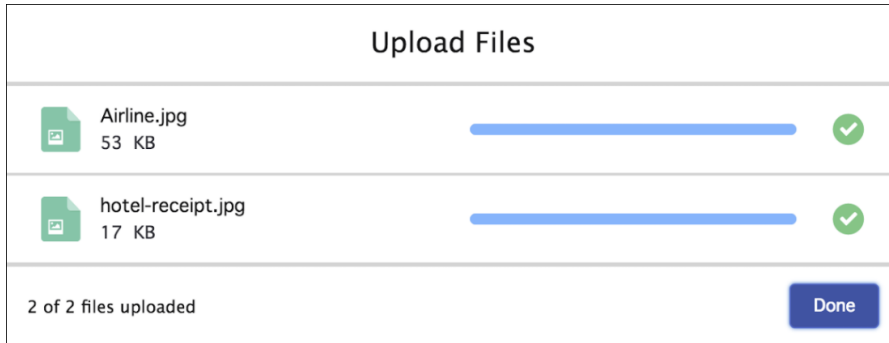 Upload Files
Airline.jpg
53 KB
hotel-receipt.jpg
17 KB
2 of 2 files uploaded
Done